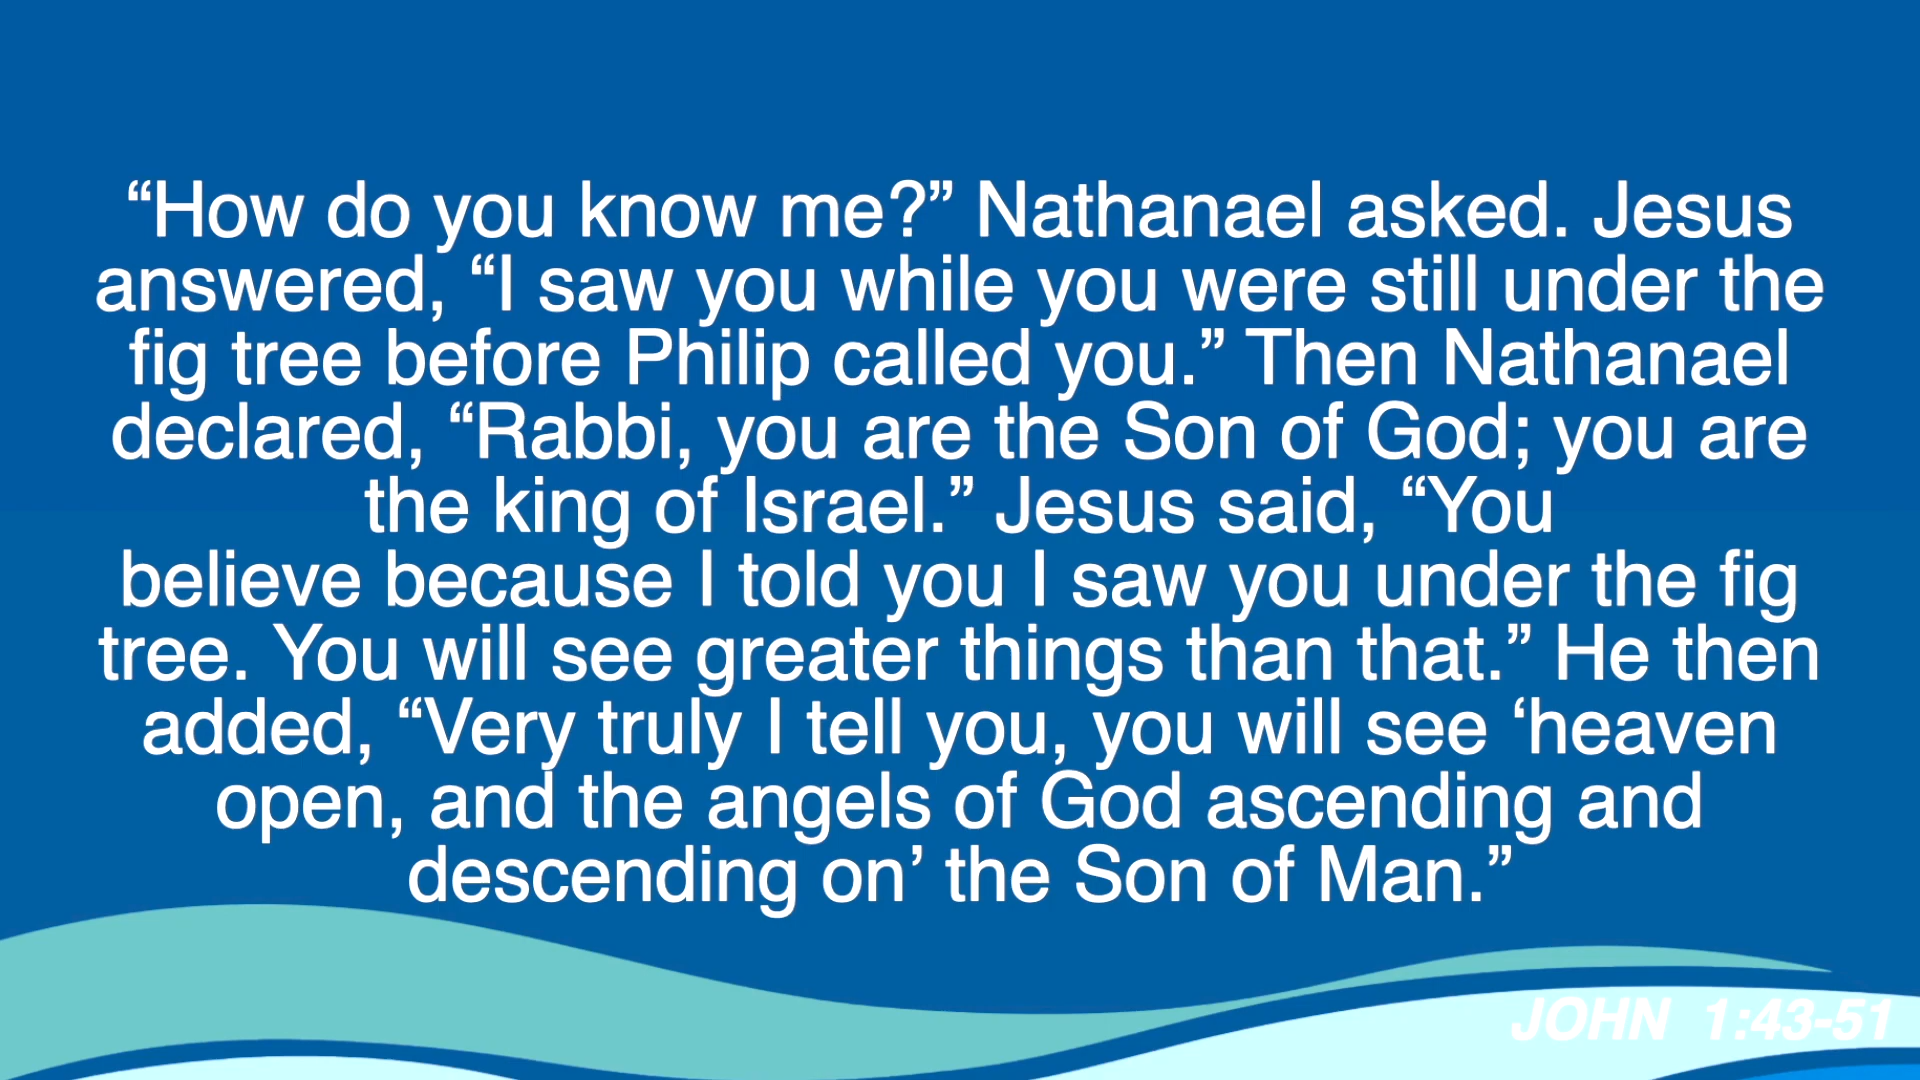 “How do you know me?” Nathanael asked. Jesus
answered, “I saw you while you were still under the
fig tree before Philip called you.” Then Nathanael
declared, “Rabbi, you are the Son of God; you are
the king of Israel.” Jesus said, “You
believe because I told you I saw you under the fig
tree. You will see greater things than that.” He then
added, “Very truly I tell you, you will see ‘heaven
open, and the angels of God ascending and
descending on’ the Son of Man.”
JOHN 1:43-51